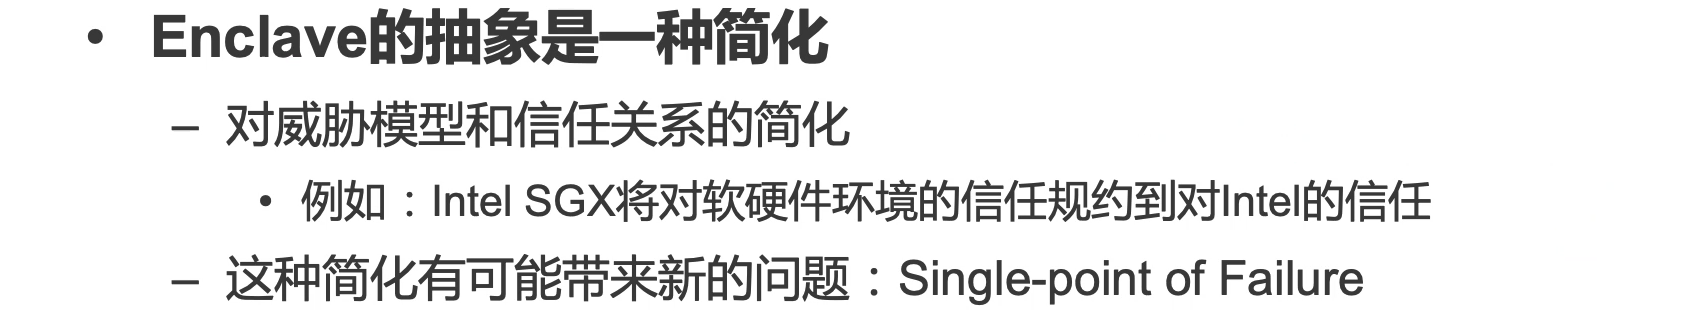 • Enclave的抽象是一种简化
– 对威胁模型和信任关系的简化
• 例如：Intel SGX将对软硬件环境的信任规约到对Intel的信任
– 这种简化有可能带来新的问题：Single-point of Failure